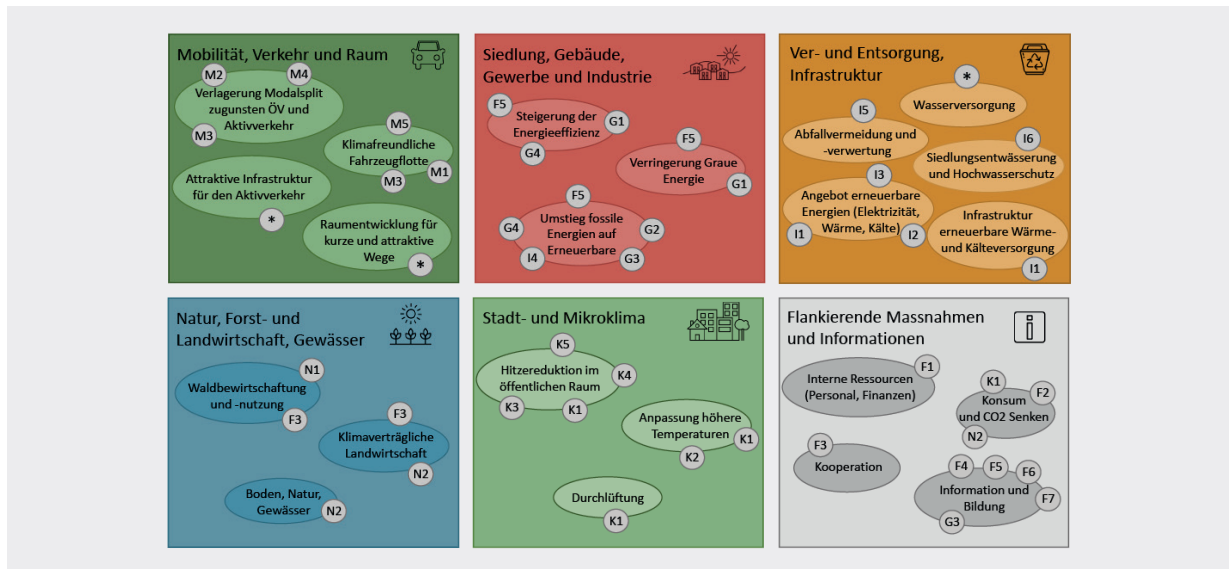 Mobilität, Verkehr und Raum
M2
M4
Verlagerung Modalsplit
zugunsten ÖV und
Aktivverkehr
M3
M5
Klimafreundliche
Fahrzeugflotte
M3
M1
Attraktive Infrastruktur
für den Aktivverkehr
*
Raumentwicklung für
kurze und attraktive
Wege
*
Siedlung, Gebäude,
Gewerbe und Industrie
F5
Steigerung der
Energieeffizienz
G1
G4
F5
Verringerung Graue
Energie
G1
F5
Umstieg fossile
Energien auf
Erneuerbare
G4
G2
I4
G3
Ver- und Entsorgung,
Infrastruktur
*
Wasserversorgung
I5
Abfallvermeidung und
-verwertung
I6
Siedlungsentwässerung
und Hochwasserschutz
I3
Angebot erneuerbare
Energien (Elektrizität,
Wärme, Kälte)
I1
I2
Infrastruktur
erneuerbare Wärme-
und Kälteversorgung
I1
Natur, Forst- und
Landwirtschaft, Gewässer
N1
Waldbewirtschaftung
und -nutzung
F3
F3
Klimaverträgliche
Landwirtschaft
N2
Boden, Natur,
Gewässer
N2
Stadt- und Mikroklima
K5
Hitzereduktion im
öffentlichen Raum
K4
K3
K1
Anpassung höhere
Temperaturen
K1
K2
Durchlüftung
K1
Flankierende Massnahmen
und Informationen
F1
Interne Ressourcen
(Personal, Finanzen)
K1
F2
Konsum
und CO2 Senken
N2
F3
Kooperation
F4
F5
F6
F7
Information und
Bildung
G3